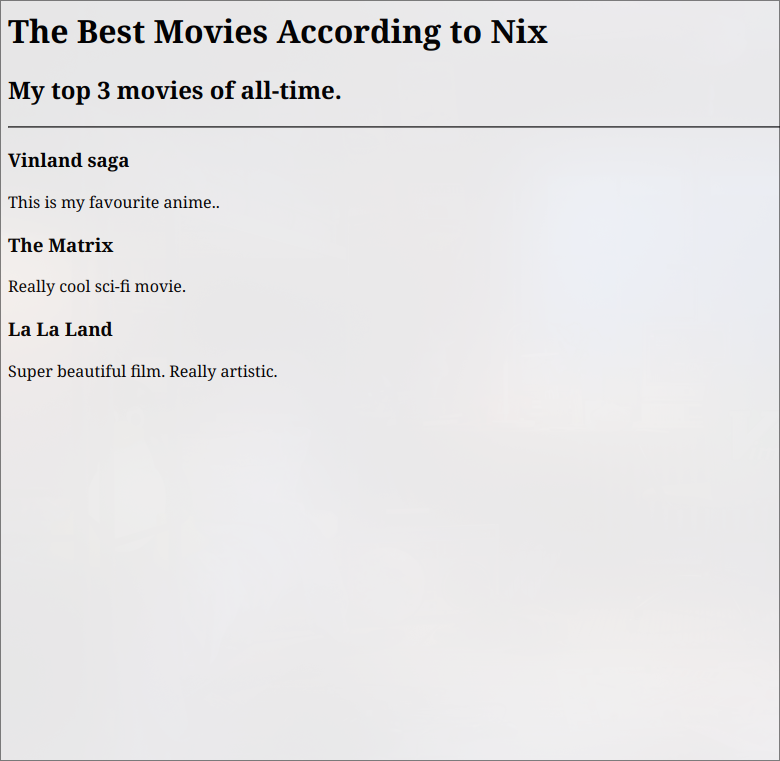 The Best Movies According to Nix
My top 3 movies of all-time.
Vinland saga
This is my favourite anime..
The Matrix
Really cool sci-fi movie.
La La Land
Super beautiful film. Really artistic.